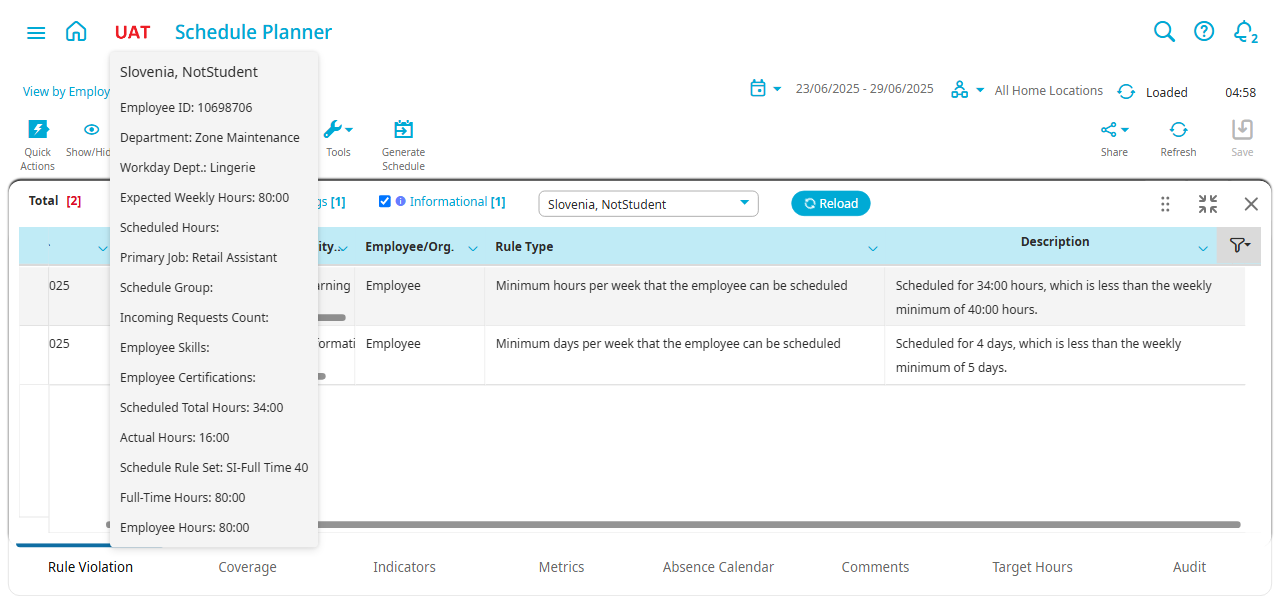 UAT
Schedule Planner
2
View by Employ
23/06/2025 - 29/06/2025
All Home Locations
Loaded
04:58
Quick Actions
Show/Hid
Tools
Generate Schedule
Share
Refresh
Save
Slovenia, NotStudent
Employee ID: 10698706
Department: Zone Maintenance
Workday Dept.: Lingerie
Expected Weekly Hours: 80:00
Scheduled Hours:
Primary Job: Retail Assistant
Schedule Group:
Incoming Requests Count:
Employee Skills:
Employee Certifications:
Scheduled Total Hours: 34:00
Actual Hours: 16:00
Schedule Rule Set: SI-Full Time 40
Full-Time Hours: 80:00
Employee Hours: 80:00
Total [2]
gs [1]
Informational [1]
Slovenia, NotStudent
Reload
ity..
Employee/Org.
Rule Type
Description
025
arning
Employee
Minimum hours per week that the employee can be scheduled
Scheduled for 34:00 hours, which is less than the weekly
minimum of 40:00 hours.
025
formati
Employee
Minimum days per week that the employee can be scheduled
Scheduled for 4 days, which is less than the weekly
minimum of 5 days.
Rule Violation
Coverage
Indicators
Metrics
Absence Calendar
Comments
Target Hours
Audit